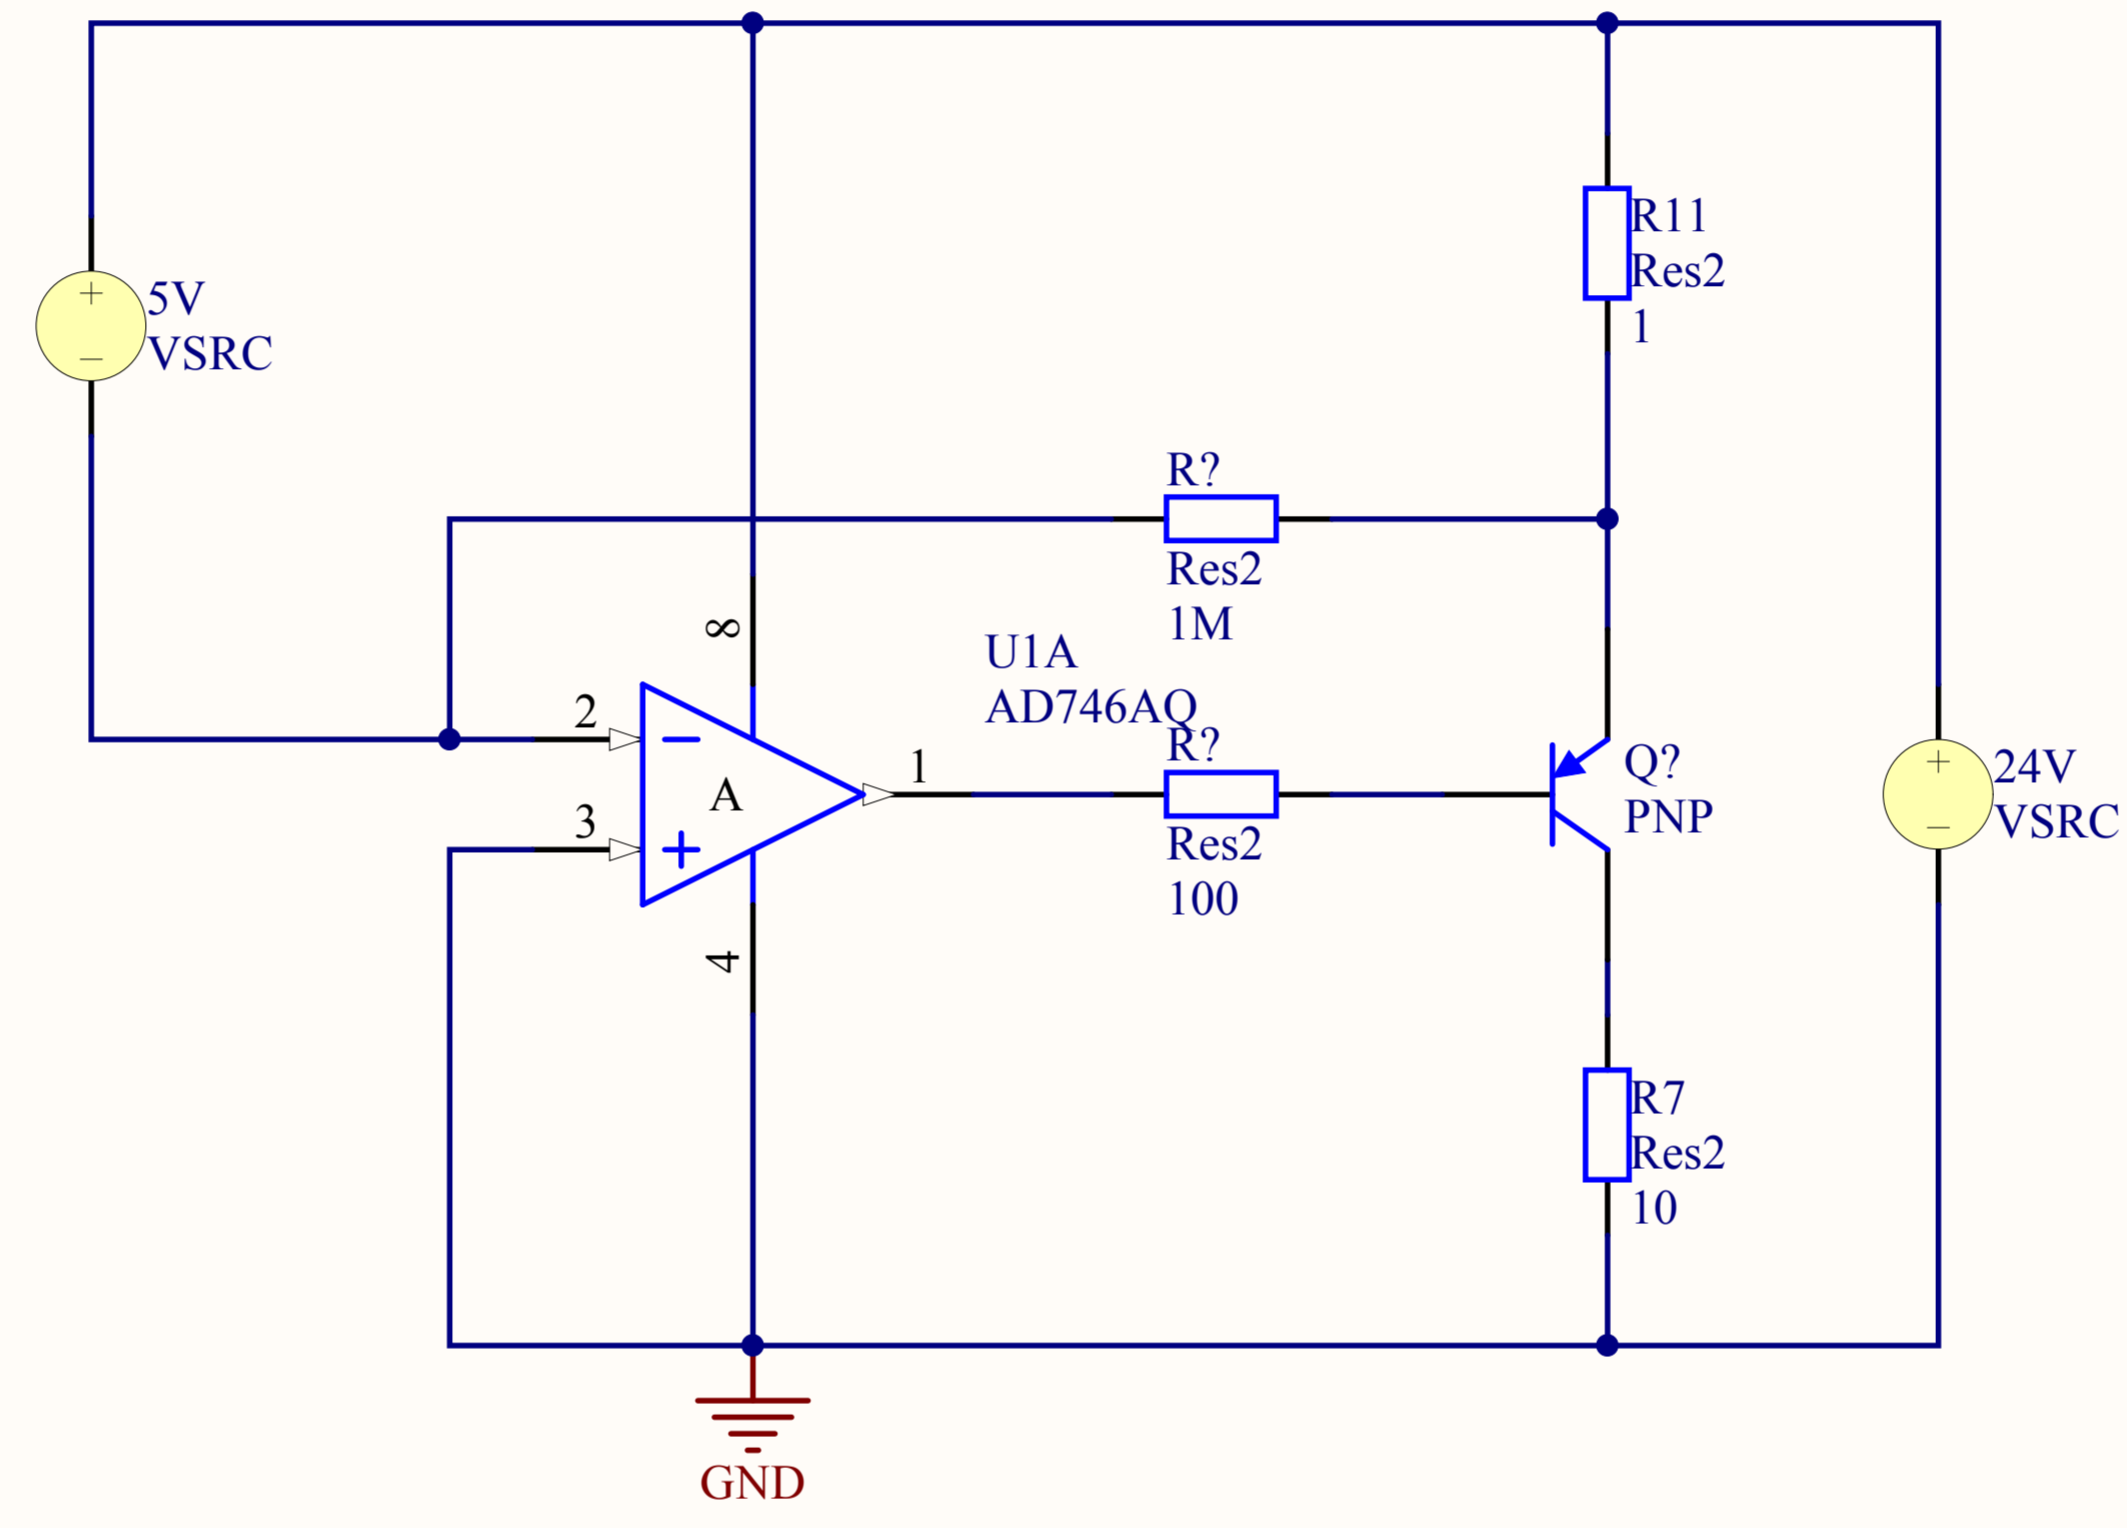 5V
VSRC
R11
Res2
1
R?
Res2
1M
8
U1A
AD746AQ
2
3
A
1
4
R?
Res2
100
Q?
PNP
24V
VSRC
R7
Res2
10
GND